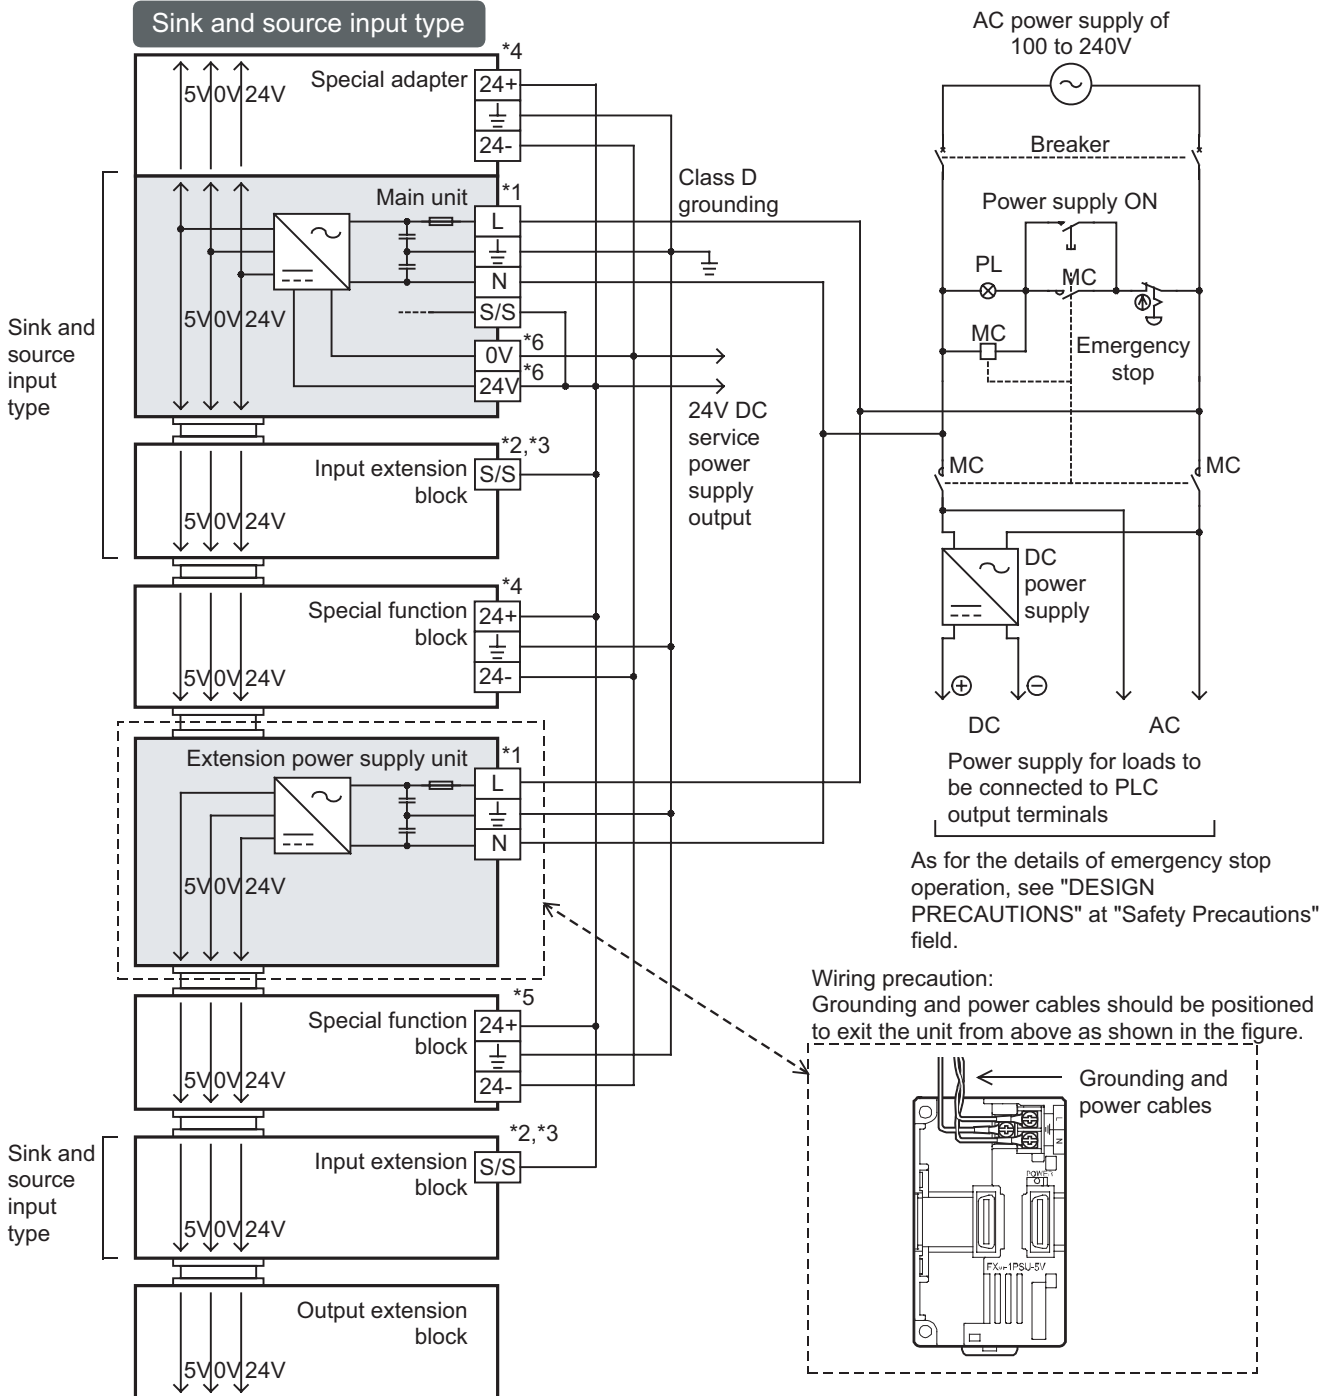 Sink and source input type
Special adapter
*4
24+
24-
5V 0V 24V
Sink and
source
input
type
Main unit
*1
L
N
S/S
0V
*6
24V
*6
5V 0V 24V
Class D
grounding
24V DC
service
power
supply
output
Input extension
block
*2,*3
S/S
5V 0V 24V
Special function
block
*4
24+
24-
5V 0V 24V
Extension power supply unit
*1
L
N
5V 0V 24V
Special function
block
*5
24+
24-
5V 0V 24V
Sink and
source
input
type
Input extension
block
*2,*3
S/S
5V 0V 24V
Output extension
block
5V 0V 24V
AC power supply of
100 to 240V
Breaker
Power supply ON
PL
MC
MC
Emergency
stop
MC
MC
DC
power
supply
DC
AC
Power supply for loads to
be connected to PLC
output terminals
As for the details of emergency stop
operation, see "DESIGN
PRECAUTIONS" at "Safety Precautions"
field.
Wiring precaution:
Grounding and power cables should be positioned
to exit the unit from above as shown in the figure.
Grounding and
power cables
L
N
POWER
1PSU-5V